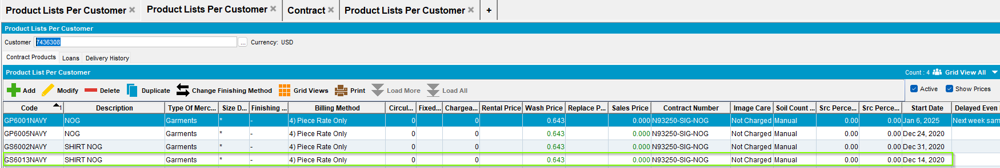 Product Lists Per Customer × Product Lists Per Customer × Contract × Product Lists Per Customer × +
Product Lists Per Customer
Customer 7436308 ... Currency: USD
Contract Products Loans Delivery History
Product List Per Customer Count : 4 Grid View All
Add Modify Delete Duplicate Change Finishing Method Grid Views Print Load More Load All Active Show Prices
Code 1 Description Type Of Merc... Size D... Finishing ... Billing Method Circul... Fixed... Chargea... Rental Price Wash Price Replace P... Sales Price Contract Number Image Care Soil Count ... Src Perce... Src Perce... Start Date Delayed Even
GP6001NAVY NOG Garments * - 4) Piece Rate Only 0 0 0.643 0.000 N93250-SIG-NOG Not Charged Manual 0.00 0.00 Jan 6, 2025 Next week sam
GP6005NAVY NOG Garments * - 4) Piece Rate Only 0 0 0.643 0.000 N93250-SIG-NOG Not Charged Manual 0.00 0.00 Dec 24, 2020
GS6002NAVY SHIRT NOG Garments * - 4) Piece Rate Only 0 0 0.643 0.000 N93250-SIG-NOG Not Charged Manual 0.00 0.00 Dec 31, 2020
GS6013NAVY SHIRT NOG Garments * - 4) Piece Rate Only 0 0 0.643 0.000 N93250-SIG-NOG Not Charged Manual 0.00 0.00 Dec 14, 2020